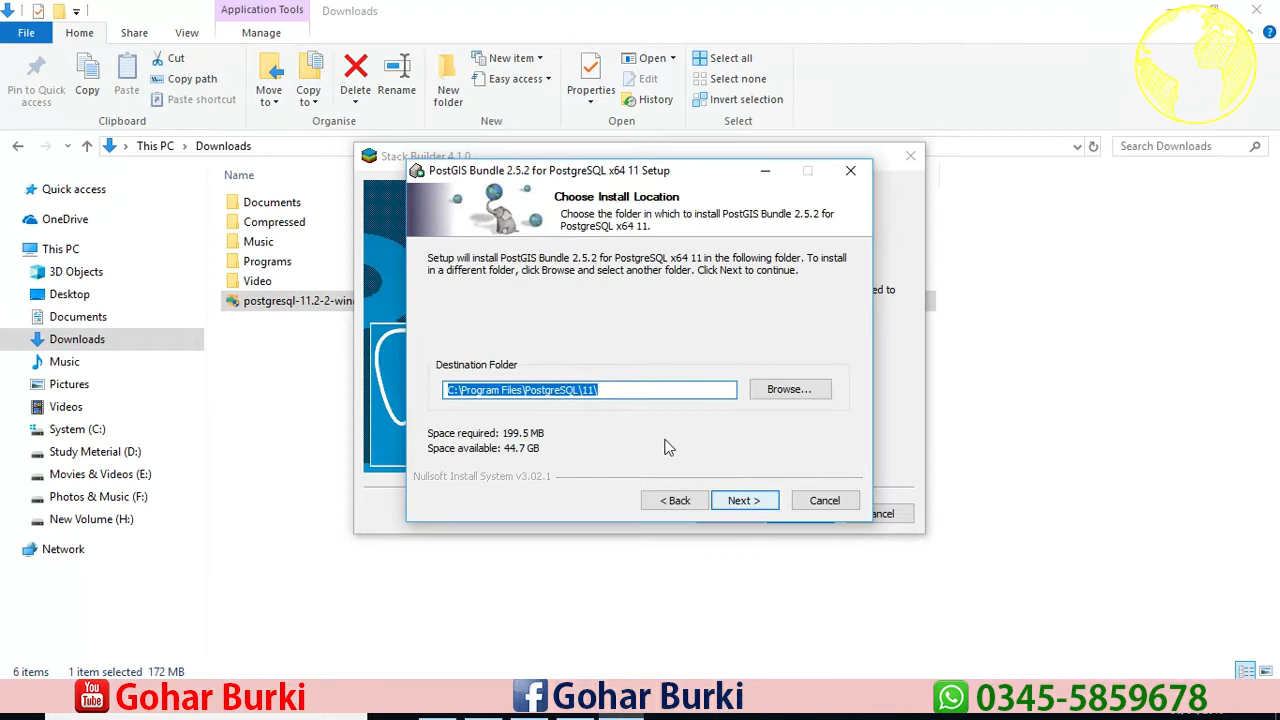 Application Tools
Downloads
File
Home
Share
View
Manage
Pin to Quick access
Copy
Paste
Cut
Copy path
Paste shortcut
Clipboard
Move to
Copy to
Delete
Rename
Organise
New folder
New item
Easy access
New
Properties
Open
Edit
History
Open
Select all
Select none
Invert selection
Select
This PC > Downloads
Search Downloads
Quick access
OneDrive
This PC
3D Objects
Desktop
Documents
Downloads
Music
Pictures
Videos
System (C:)
Study Meterial (D:)
Movies & Videos (E:)
Photos & Music (F:)
New Volume (H:)
Network
Name
Documents
Compressed
Music
Programs
Video
postgresql-11.2-2-win
Stack Builder 4.1.0
ed to
ancel
PostGIS Bundle 2.5.2 for PostgreSQL x64 11 Setup
Choose Install Location
Choose the folder in which to install PostGIS Bundle 2.5.2 for
PostgreSQL x64 11.
Setup will install PostGIS Bundle 2.5.2 for PostgreSQL x64 11 in the following folder. To install
in a different folder, click Browse and select another folder. Click Next to continue.
Destination Folder
C:\Program Files\PostgreSQL\11\
Browse...
Space required: 199.5 MB
Space available: 44.7 GB
Nullsoft Install System v3.02.1
< Back
Next >
Cancel
6 items
1 item selected 172 MB
You Tube Gohar Burki
Gohar Burki
0345-5859678